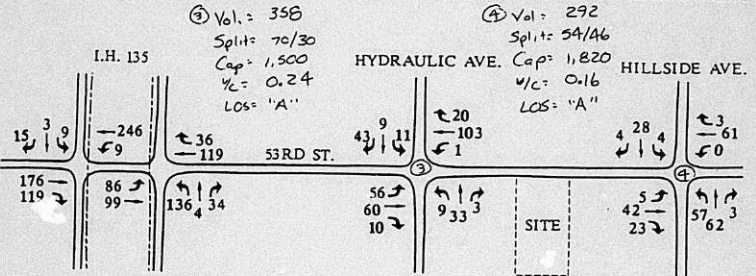 ③ Vol. = 358
Split = 70/30
Cap = 1,500
v/c = 0.24
LOS = "A"
④ Vol = 292
Split = 54/46
Cap = 1,820
v/c = 0.16
LOS = "A"
I.H. 135
HYDRAULIC AVE.
HILLSIDE AVE.
15 3 9
246
9
36
119
43 9 11
20
103
1
4 28 4
3
61
0
53RD ST.
③
④
176
119
86
99
136 4 34
56
60
10
9 33 3
SITE
5
42
23
57 62 3